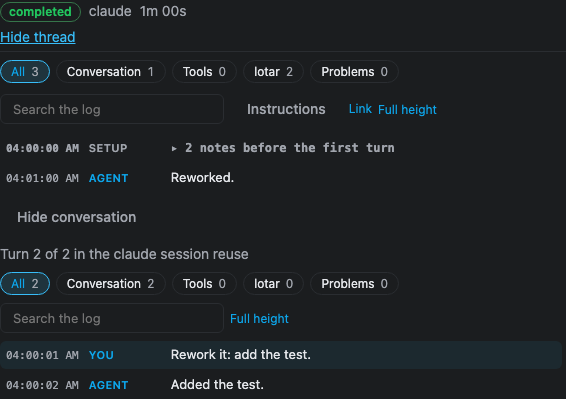 completed claude 1m 00s
Hide thread
All 3 Conversation 1 Tools 0 Iotar 2 Problems 0
Search the log Instructions Link Full height
04:00:00 AM SETUP ▸ 2 notes before the first turn
04:01:00 AM AGENT Reworked.
Hide conversation
Turn 2 of 2 in the claude session reuse
All 2 Conversation 2 Tools 0 Iotar 0 Problems 0
Search the log Full height
04:00:01 AM YOU Rework it: add the test.
04:00:02 AM AGENT Added the test.